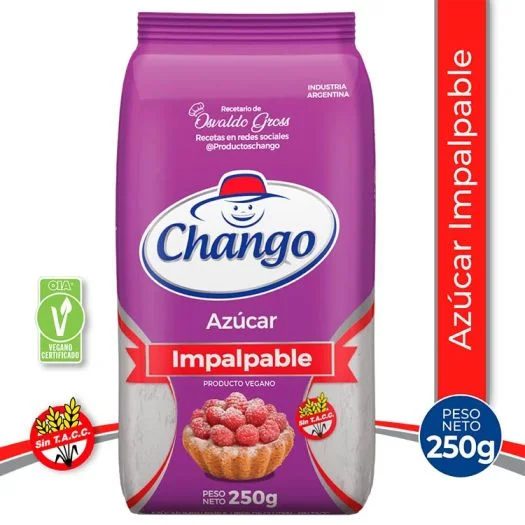 INDUSTRIA
ARGENTINA
Recetario de
Osvaldo Gross
Recetas en redes sociales
@Productoschango
Chango
Azúcar
Impalpable
PRODUCTO VEGANO
Sin T.A.C.C.
PESO
NETO 250g
OIA
V
VEGANO
CERTIFICADO
Sin T.A.C.C.
Azúcar Impalpable
PESO
NETO
250g